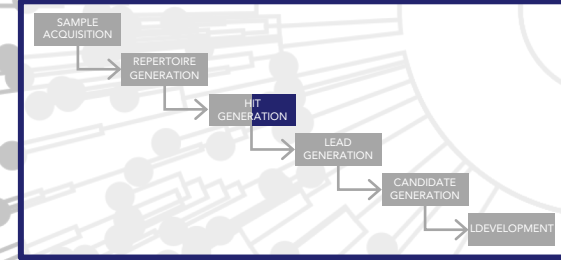 SAMPLE
ACQUISITION
REPERTOIRE
GENERATION
HIT
GENERATION
LEAD
GENERATION
CANDIDATE
GENERATION
LDEVELOPMENT